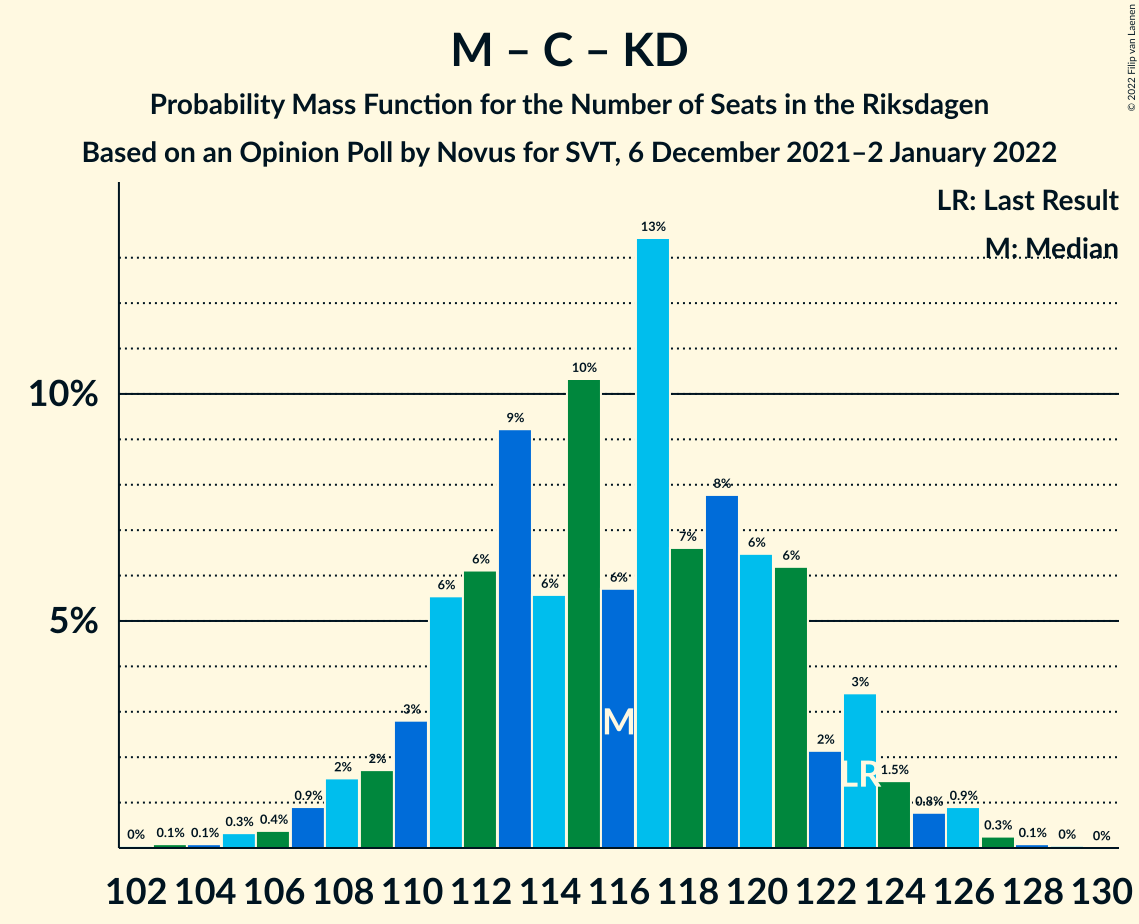 M – C – KD
Probability Mass Function for the Number of Seats in the Riksdagen
Based on an Opinion Poll by Novus for SVT, 6 December 2021–2 January 2022
© 2022 Filip van Laenen
LR: Last Result
M: Median
10%
5%
0% 0.1% 0.1% 0.3% 0.4% 0.9% 2% 2% 3% 6% 6% 9% 6% 10% 6% 13% 7% 8% 6% 6% 2% 3% 1.5% 0.8% 0.9% 0.3% 0.1% 0% 0%
M
LR
102 104 106 108 110 112 114 116 118 120 122 124 126 128 130